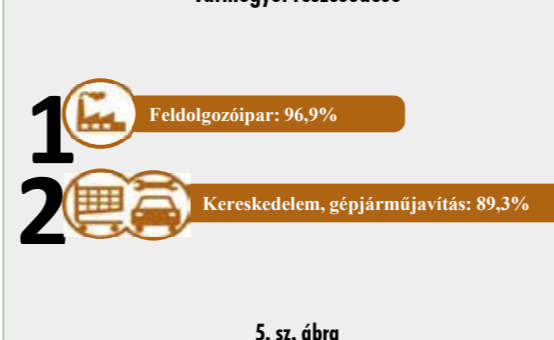 1
Feldolgozóipar: 96,9%
2
Kereskedelem, gépjárműjavítás: 89,3%
5. sz. ábra